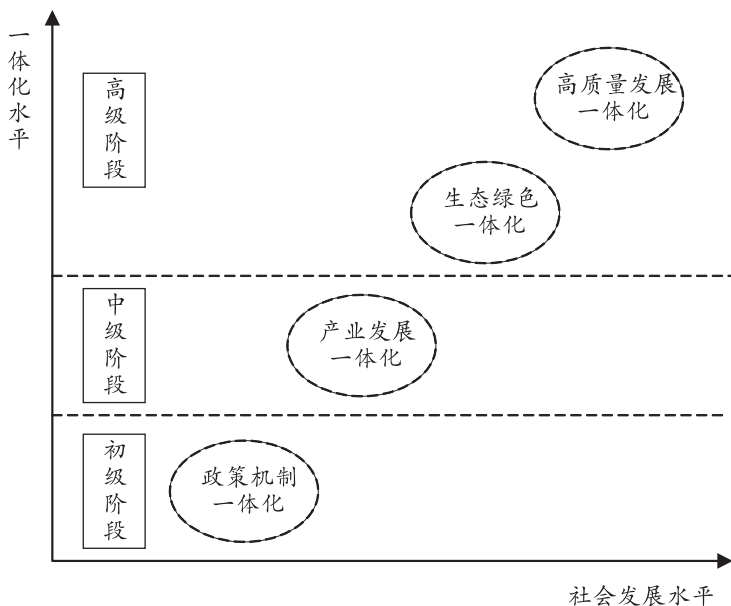 一体化水平
高级阶段
高质量发展
一体化
生态绿色
一体化
中级阶段
产业发展
一体化
初级阶段
政策机制
一体化
社会发展水平